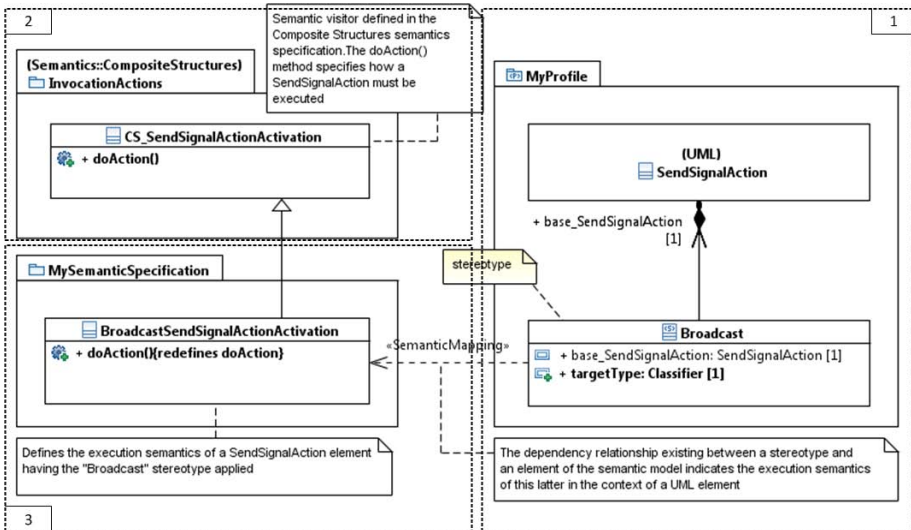 2
Semantic visitor defined in the
Composite Structures semantics
specification.The doAction()
method specifies how a
SendSignalAction must be
executed
(Semantics::CompositeStructures)
InvocationActions
CS_SendSignalActionActivation
+ doAction()
1
MyProfile
(UML)
SendSignalAction
+ base_SendSignalAction
[1]
MySemanticSpecification
stereotype
BroadcastSendSignalActionActivation
+ doAction(){redefines doAction}
«SemanticMapping»
Broadcast
+ base_SendSignalAction: SendSignalAction [1]
+ targetType: Classifier [1]
Defines the execution semantics of a SendSignalAction element
having the "Broadcast" stereotype applied
The dependency relationship existing between a stereotype and
an element of the semantic model indicates the execution semantics
of this latter in the context of a UML element
3